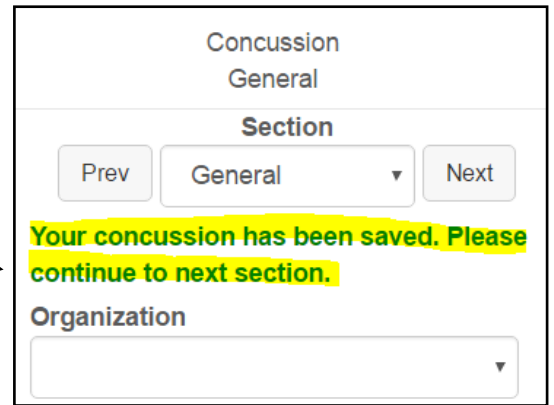 Concussion
General
Section
Prev General Next
Your concussion has been saved. Please
continue to next section.
Organization